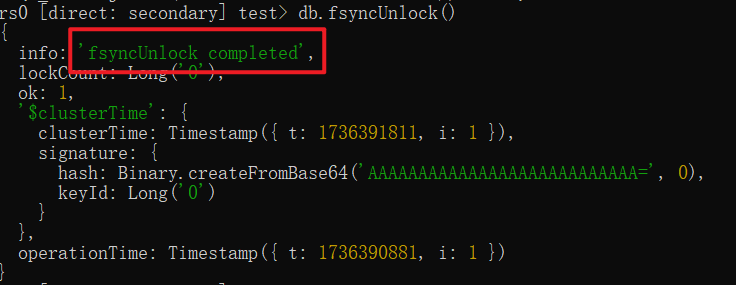 rs0 [direct: secondary] test> db.fsyncUnlock()
{
  info: 'fsyncUnlock completed',
  lockCount: Long('0'),
  ok: 1,
  '$clusterTime': {
    clusterTime: Timestamp({ t: 1736391811, i: 1 }),
    signature: {
      hash: Binary.createFromBase64('AAAAAAAAAAAAAAAAAAAAAAAAAAA=', 0),
      keyId: Long('0')
    }
  },
  operationTime: Timestamp({ t: 1736390881, i: 1 })
}